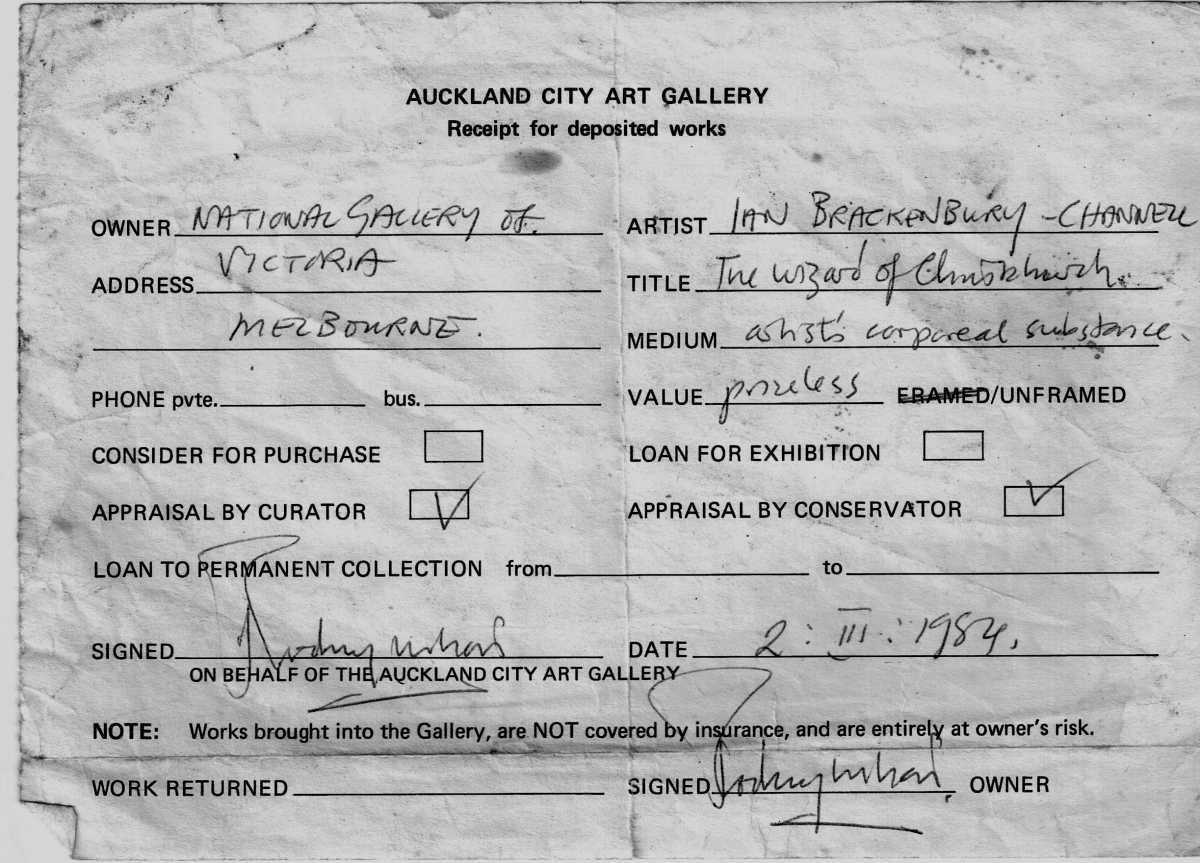 AUCKLAND CITY ART GALLERY
Receipt for deposited works
OWNER NATIONAL GALLERY OF
ADDRESS VICTORIA
MELBOURNE.
PHONE pvte. bus.
ARTIST IAN BRACKENBURY-CHANNELL
TITLE The wizard of Christchurch.
MEDIUM artist's corporeal substance.
VALUE priceless FRAMED/UNFRAMED
CONSIDER FOR PURCHASE
LOAN FOR EXHIBITION
APPRAISAL BY CURATOR ✓
APPRAISAL BY CONSERVATOR ✓
LOAN TO PERMANENT COLLECTION from to
SIGNED
DATE 2: III: 1984.
ON BEHALF OF THE AUCKLAND CITY ART GALLERY
NOTE: Works brought into the Gallery, are NOT covered by insurance, and are entirely at owner's risk.
WORK RETURNED SIGNED OWNER